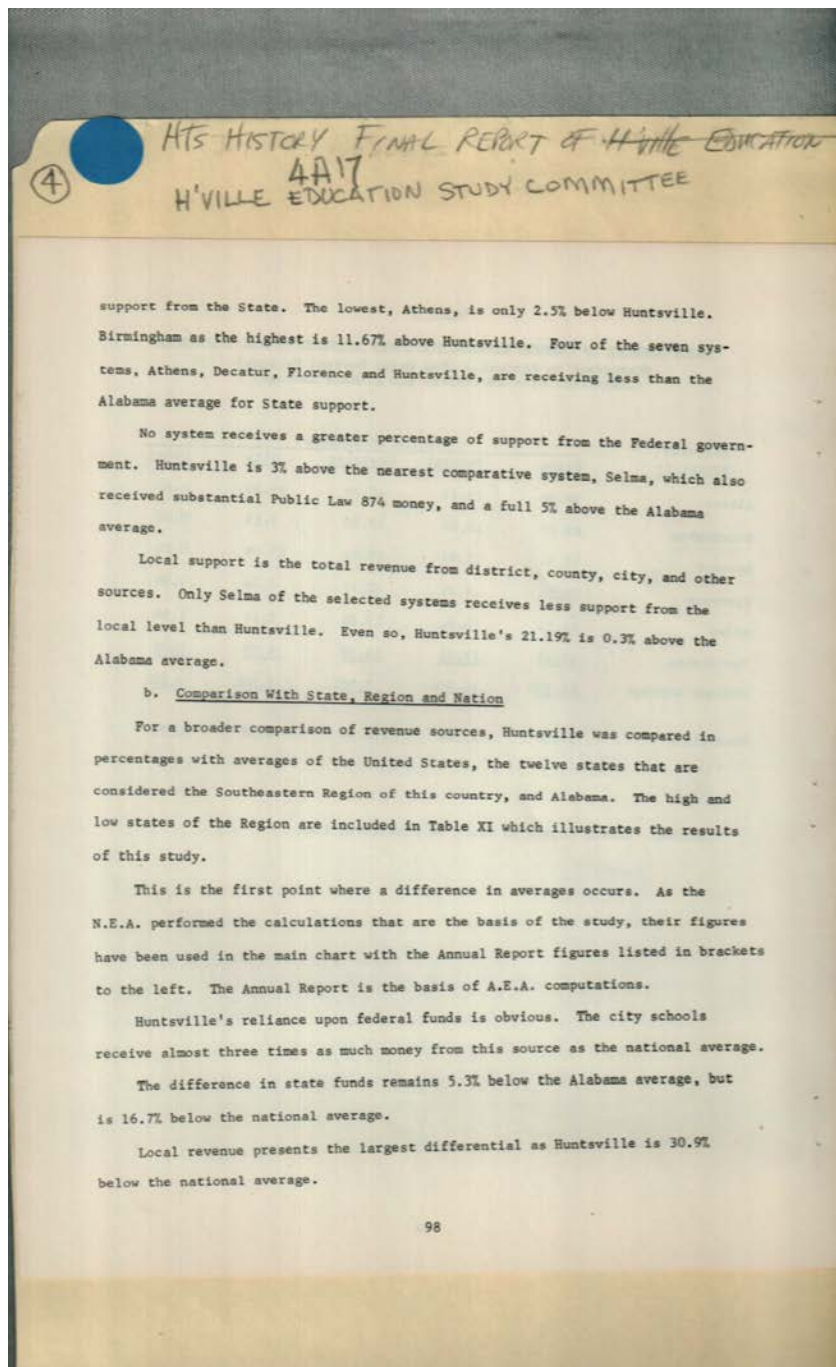 HTS HISTORY FINAL REPORT OF H'ville EDUCATION
4A17
④
H'VILLE EDUCATION STUDY COMMITTEE
support from the State. The lowest, Athens, is only 2.5% below Huntsville.
Birmingham as the highest is 11.67% above Huntsville. Four of the seven sys-
tems, Athens, Decatur, Florence and Huntsville, are receiving less than the
Alabama average for State support.
No system receives a greater percentage of support from the Federal govern-
ment. Huntsville is 3% above the nearest comparative system, Selma, which also
received substantial Public Law 874 money, and a full 5% above the Alabama
average.
Local support is the total revenue from district, county, city, and other
sources. Only Selma of the selected systems receives less support from the
local level than Huntsville. Even so, Huntsville's 21.19% is 0.3% above the
Alabama average.
b. Comparison With State, Region and Nation
For a broader comparison of revenue sources, Huntsville was compared in
percentages with averages of the United States, the twelve states that are
considered the Southeastern Region of this country, and Alabama. The high and
low states of the Region are included in Table XI which illustrates the results
of this study.
This is the first point where a difference in averages occurs. As the
N.E.A. performed the calculations that are the basis of the study, their figures
have been used in the main chart with the Annual Report figures listed in brackets
to the left. The Annual Report is the basis of A.E.A. computations.
Huntsville's reliance upon federal funds is obvious. The city schools
receive almost three times as much money from this source as the national average.
The difference in state funds remains 5.3% below the Alabama average, but
is 16.7% below the national average.
Local revenue presents the largest differential as Huntsville is 30.9%
below the national average.
98